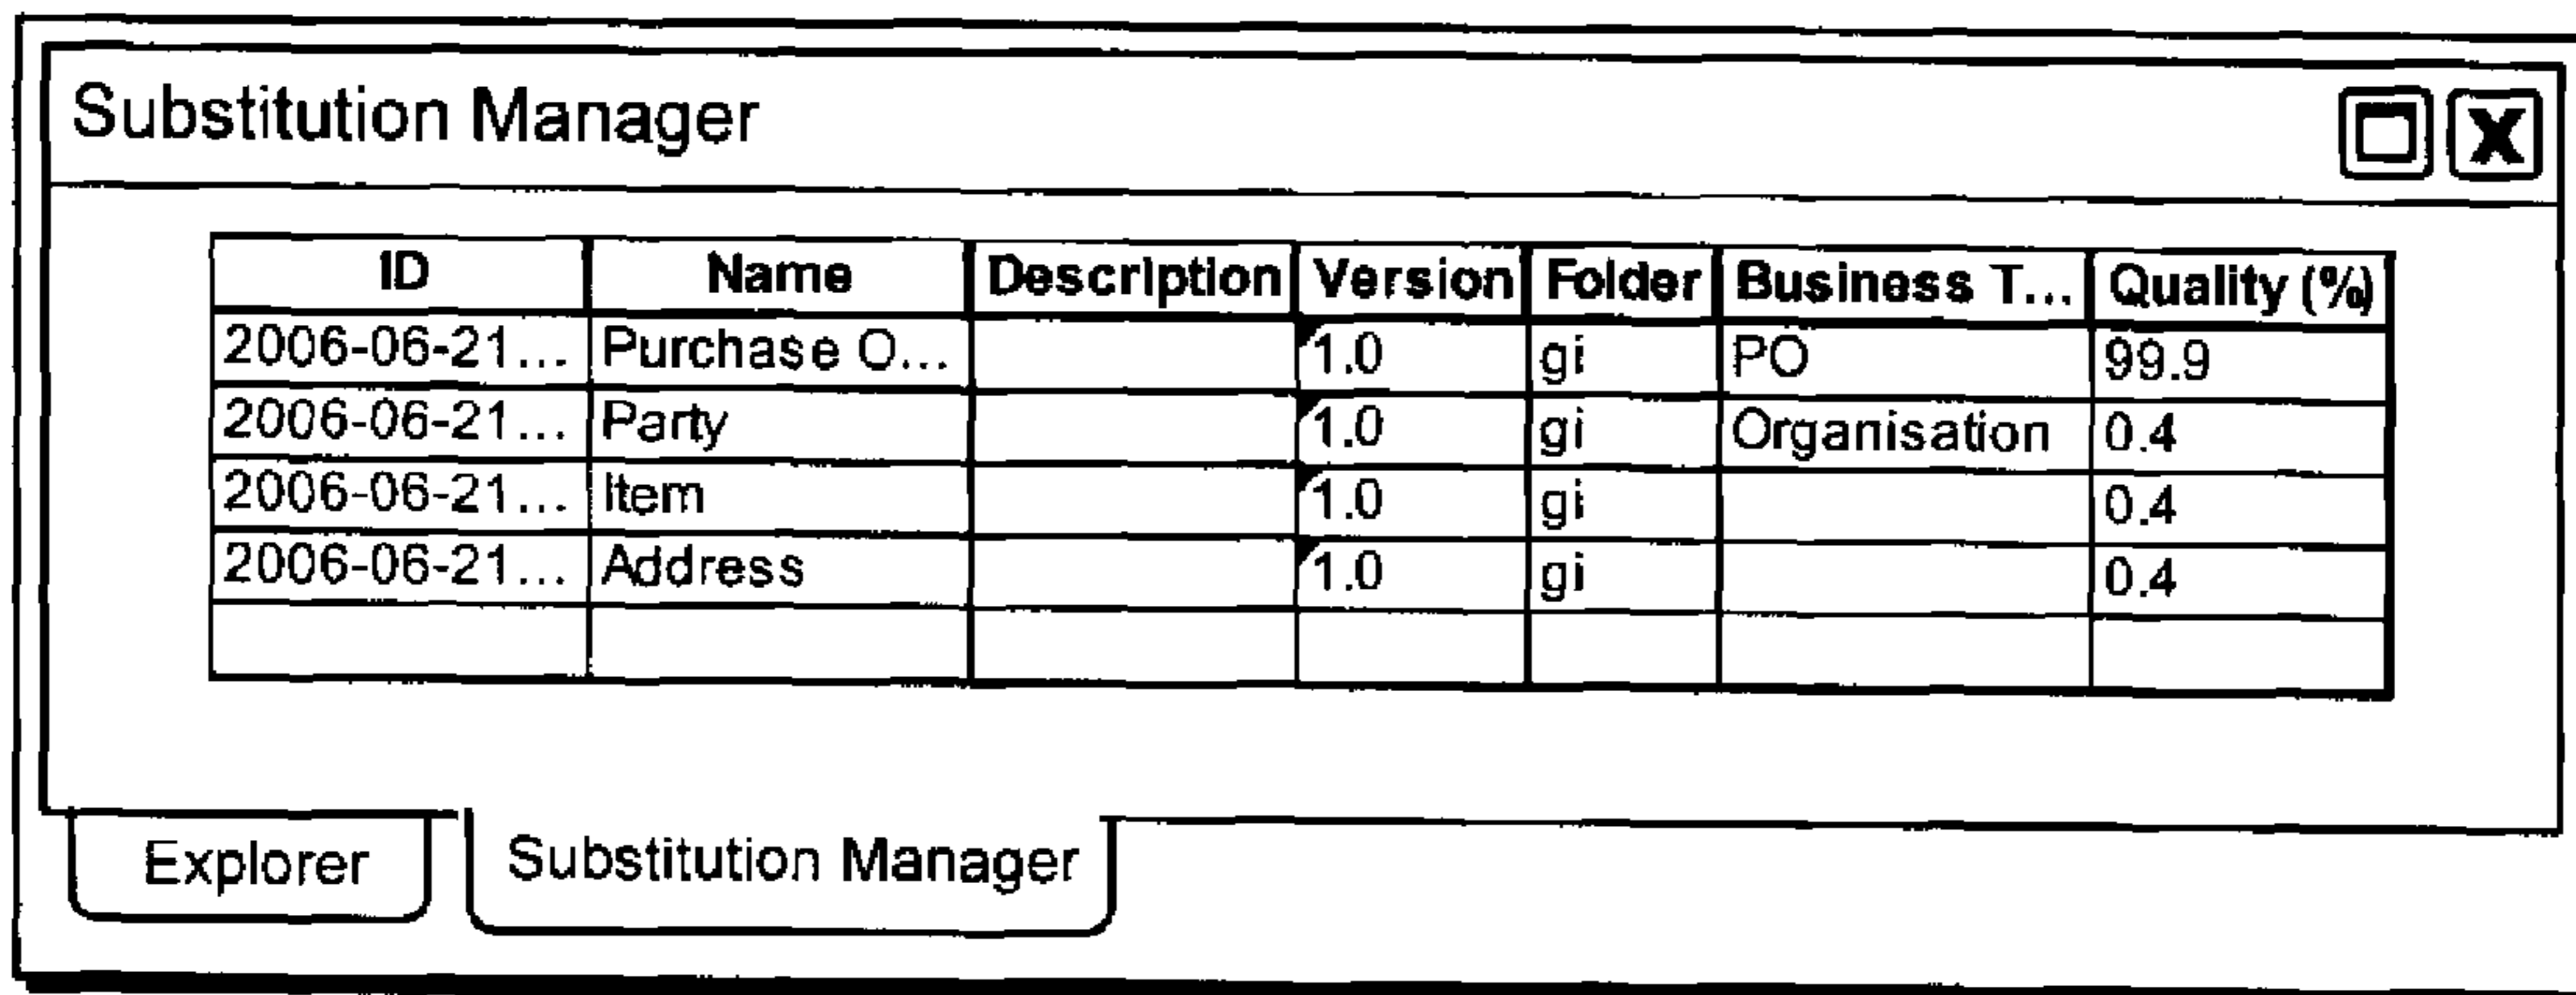 Substitution Manager
ID Name Description Version Folder Business T... Quality (%)
2006-06-21... Purchase O... 1.0 gi PO 99.9
2006-06-21... Party 1.0 gi Organisation 0.4
2006-06-21... Item 1.0 gi 0.4
2006-06-21... Address 1.0 gi 0.4
Explorer Substitution Manager